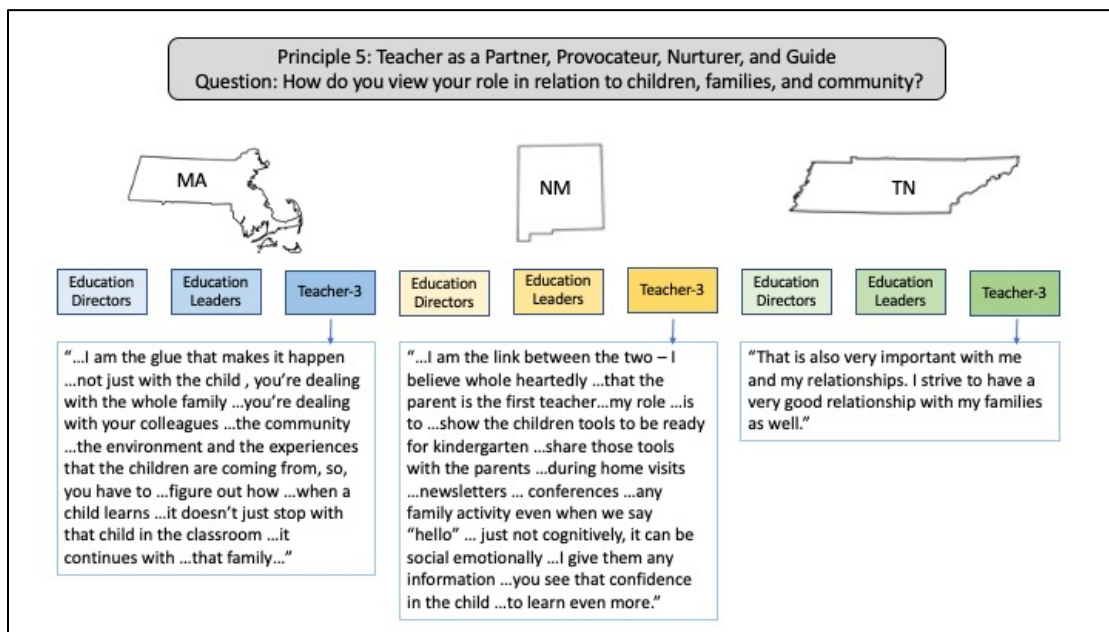 Principle 5: Teacher as a Partner, Provocateur, Nurturer, and Guide
Question: How do you view your role in relation to children, families, and community?
MA
NM
TN
Education
Directors
Education
Leaders
Teacher-3
Education
Directors
Education
Leaders
Teacher-3
Education
Directors
Education
Leaders
Teacher-3
“...I am the glue that makes it happen
...not just with the child , you’re dealing
with the whole family ...you’re dealing
with your colleagues ...the community
...the environment and the experiences
that the children are coming from, so,
you have to ...figure out how ...when a
child learns ...it doesn’t just stop with
that child in the classroom ...it
continues with ...that family...”
“...I am the link between the two – I
believe whole heartedly ...that the
parent is the first teacher...my role ...is
to ...show the children tools to be ready
for kindergarten ...share those tools
with the parents ...during home visits
...newsletters ... conferences ...any
family activity even when we say
“hello” ... just not cognitively, it can be
social emotionally ...I give them any
information ...you see that confidence
in the child ...to learn even more.”
“That is also very important with me
and my relationships. I strive to have a
very good relationship with my families
as well.”